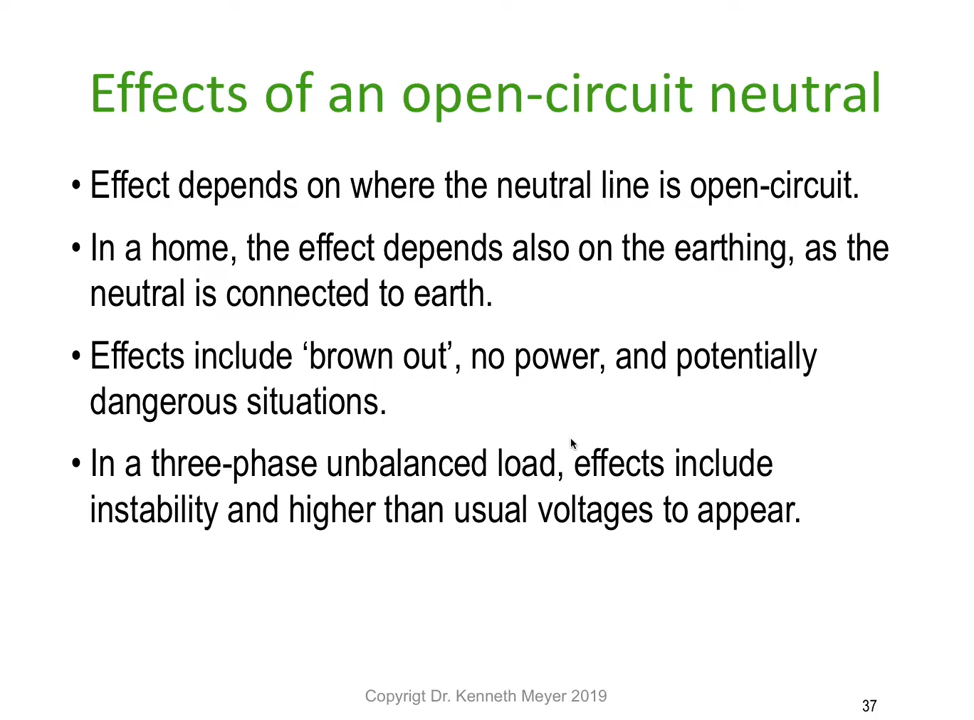 Effects of an open-circuit neutral
• Effect depends on where the neutral line is open-circuit.
• In a home, the effect depends also on the earthing, as the
neutral is connected to earth.
• Effects include ‘brown out’, no power, and potentially
dangerous situations.
• In a three-phase unbalanced load, effects include
instability and higher than usual voltages to appear.
Copyrigt Dr. Kenneth Meyer 2019
37